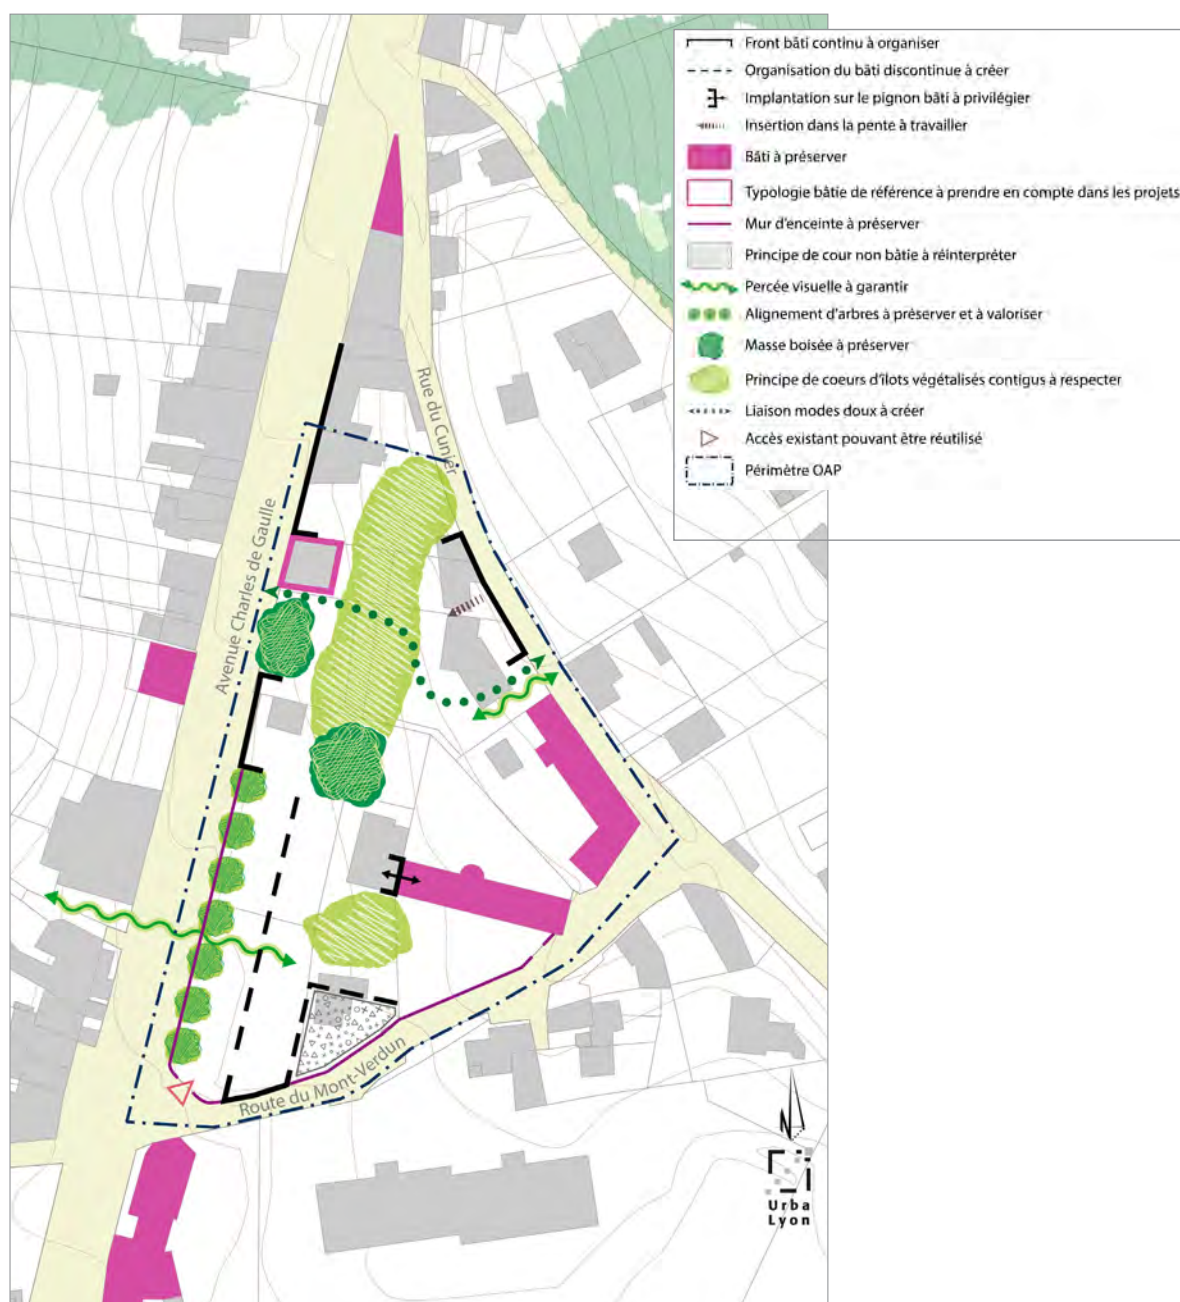 Front bâti continu à organiser
Organisation du bâti discontinue à créer
Implantation sur le pignon bâti à privilégier
Insertion dans la pente à travailler
Bâti à préserver
Typologie bâtie de référence à prendre en compte dans les projets
Mur d'enceinte à préserver
Principe de cour non bâtie à réinterpréter
Percée visuelle à garantir
Alignement d'arbres à préserver et à valoriser
Masse boisée à préserver
Principe de coeurs d'îlots végétalisés contigus à respecter
Liaison modes doux à créer
Accès existant pouvant être réutilisé
Périmètre OAP
Rue du Cunier
Avenue Charles de Gaulle
Route du Mont-Verdun
N
Urba
Lyon